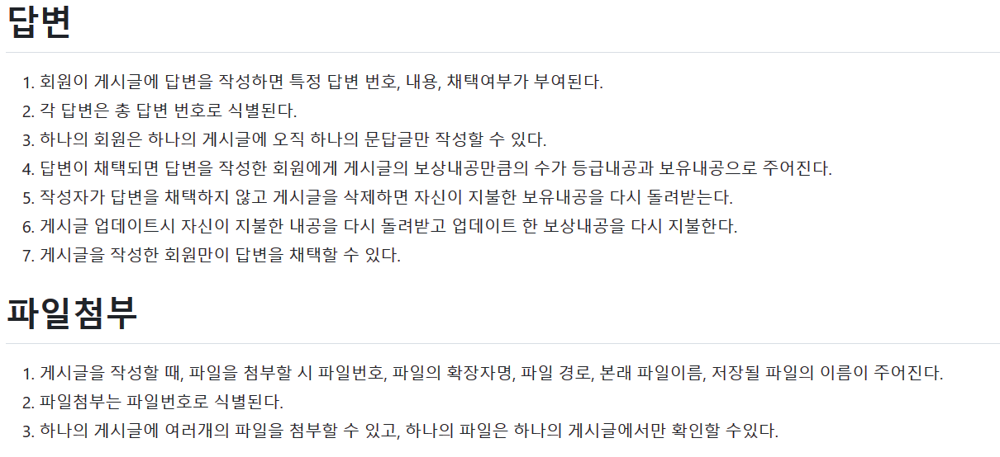 답변
1. 회원이 게시글에 답변을 작성하면 특정 답변 번호, 내용, 채택여부가 부여된다.
2. 각 답변은 총 답변 번호로 식별된다.
3. 하나의 회원은 하나의 게시글에 오직 하나의 문답글만 작성할 수 있다.
4. 답변이 채택되면 답변을 작성한 회원에게 게시글의 보상내공만큼의 수가 등급내공과 보유내공으로 주어진다.
5. 작성자가 답변을 채택하지 않고 게시글을 삭제하면 자신이 지불한 보유내공을 다시 돌려받는다.
6. 게시글 업데이트시 자신이 지불한 내공을 다시 돌려받고 업데이트 한 보상내공을 다시 지불한다.
7. 게시글을 작성한 회원만이 답변을 채택할 수 있다.
파일첨부
1. 게시글을 작성할 때, 파일을 첨부할 시 파일번호, 파일의 확장자명, 파일 경로, 본래 파일이름, 저장될 파일의 이름이 주어진다.
2. 파일첨부는 파일번호로 식별된다.
3. 하나의 게시글에 여러개의 파일을 첨부할 수 있고, 하나의 파일은 하나의 게시글에서만 확인할 수있다.